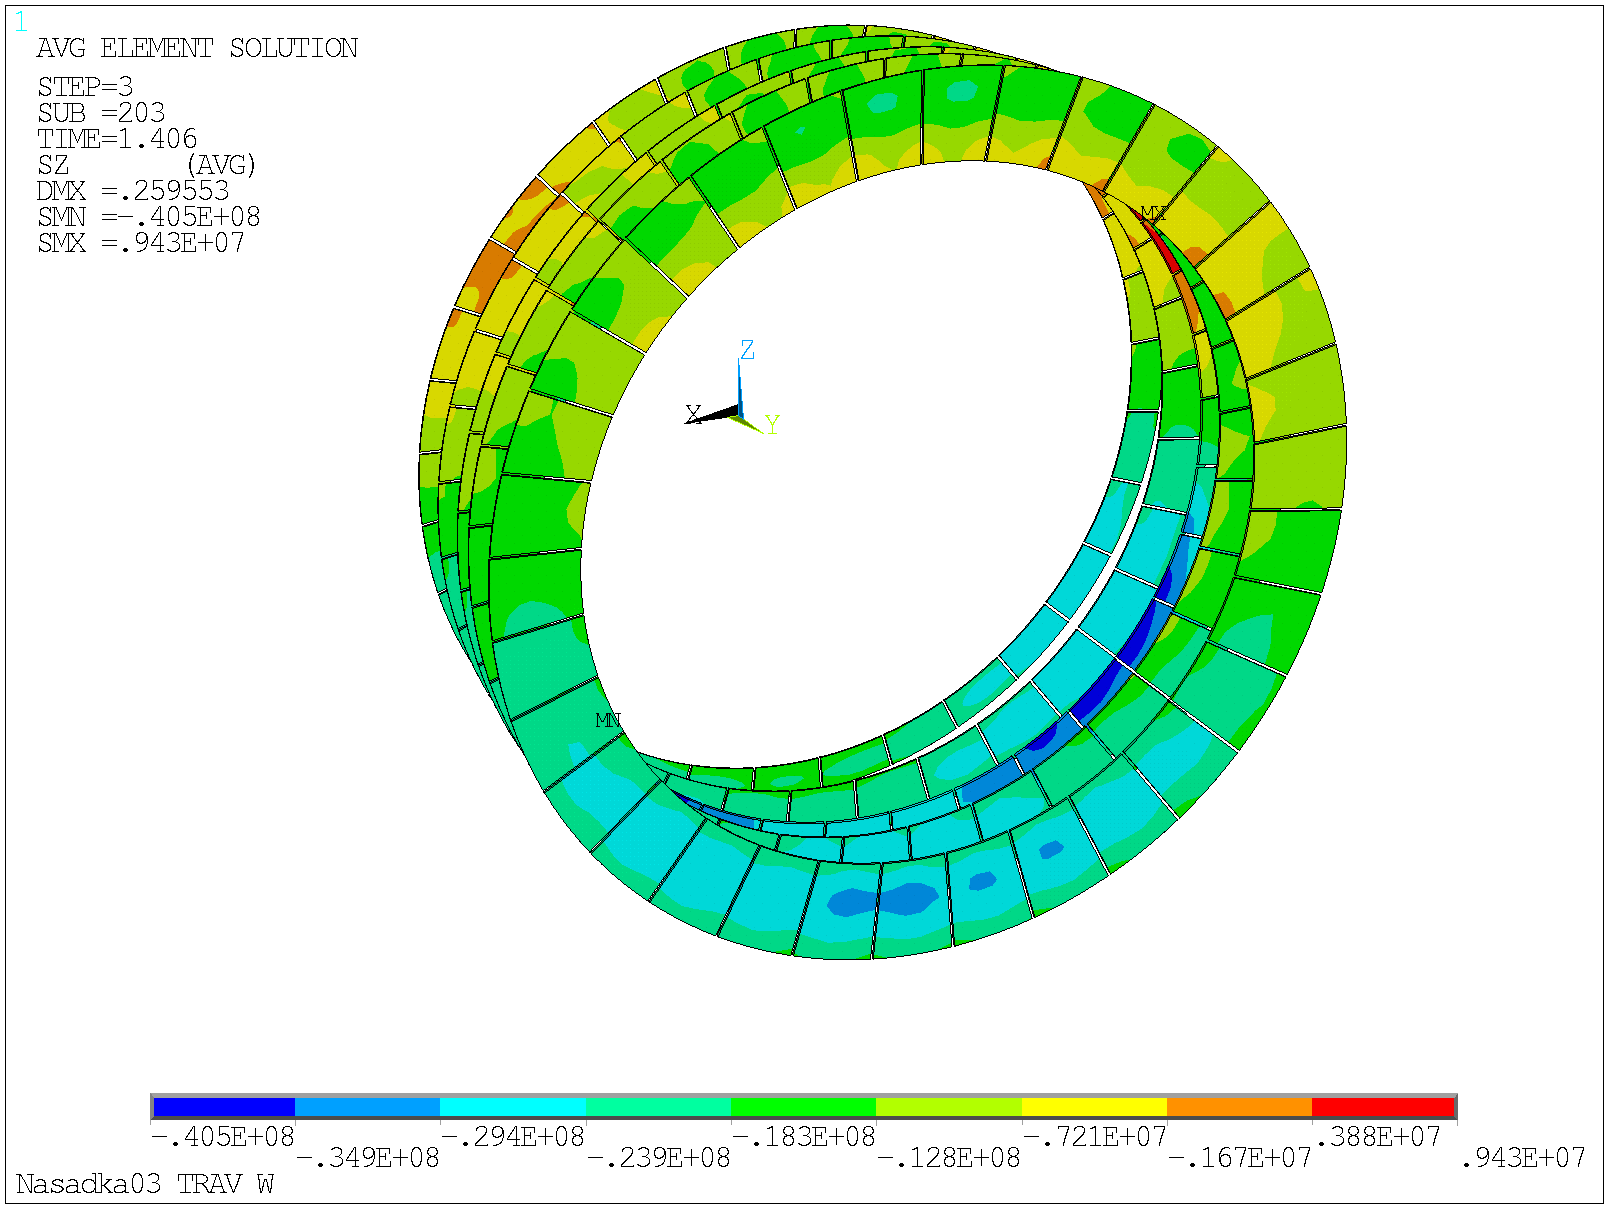 1
AVG ELEMENT SOLUTION
STEP=3
SUB =203
TIME=1.406
SZ (AVG)
DMX =.259553
SMN =-.405E+08
SMX =.943E+07
MX
Z
X
Y
MN
-.405E+08 -.294E+08 -.183E+08 -.721E+07 .388E+07
-.349E+08 -.239E+08 -.128E+08 -.167E+07 .943E+07
Nasadka03 TRAV W